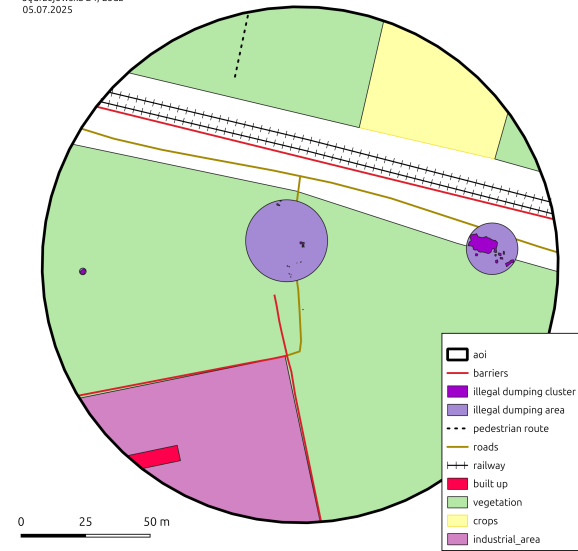 05.07.2025
aoi
barriers
illegal dumping cluster
illegal dumping area
pedestrian route
roads
railway
built up
vegetation
crops
industrial_area
0 25 50 m